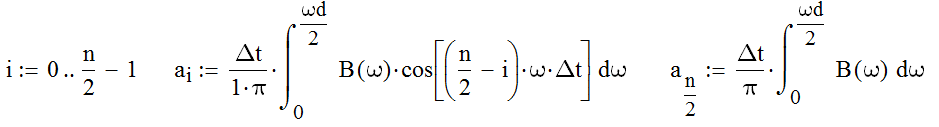 i := 0 .. n/2 − 1 a_i := Δt/(1·π) · ∫_0^(ωd/2) B(ω)·cos[(n/2 − i)·ω·Δt] dω a_(n/2) := Δt/π · ∫_0^(ωd/2) B(ω) dω